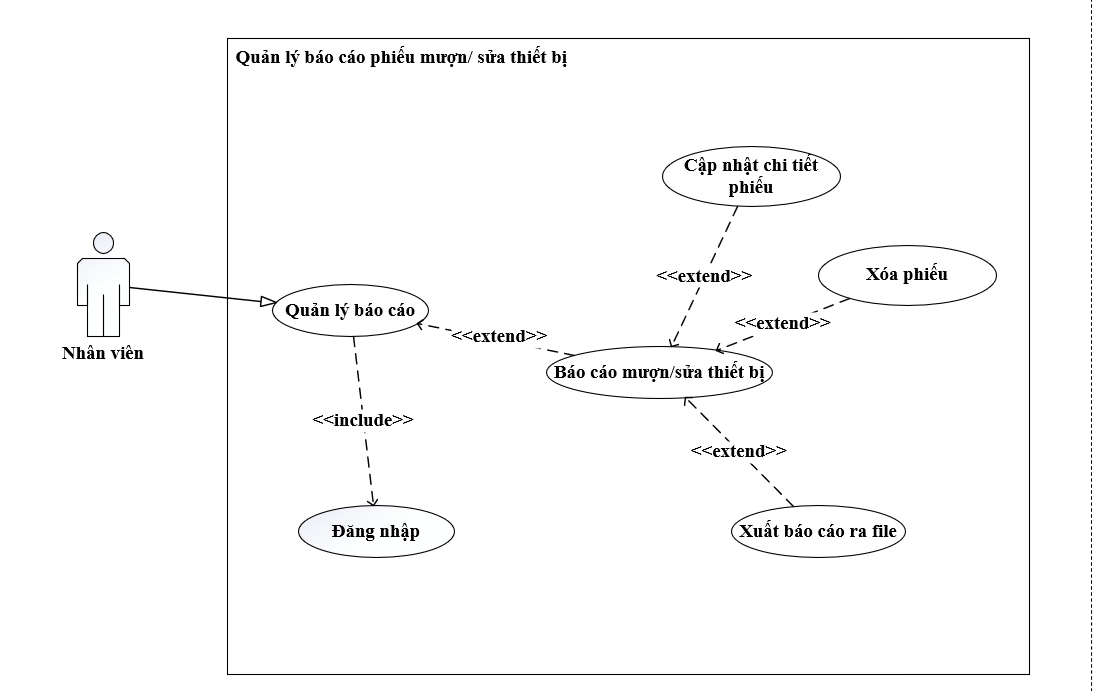 Quản lý báo cáo phiếu mượn/ sửa thiết bị
Cập nhật chi tiết
phiếu
<<extend>>
Xóa phiếu
Quản lý báo cáo
<<extend>>
<<extend>>
Nhân viên
Báo cáo mượn/sửa thiết bị
<<include>>
<<extend>>
Đăng nhập
Xuất báo cáo ra file